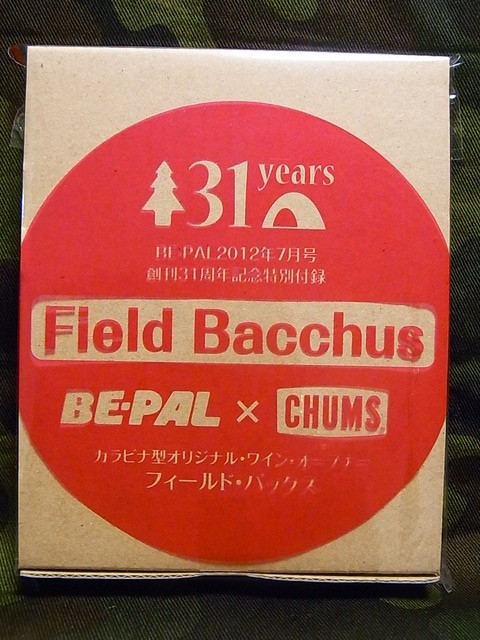 31 years
BE-PAL2012年7月号
創刊31周年記念特別付録
Field Bacchus
BE-PAL × CHUMS
カラビナ型オリジナル・ワイン・オープナー
フィールド・バックス